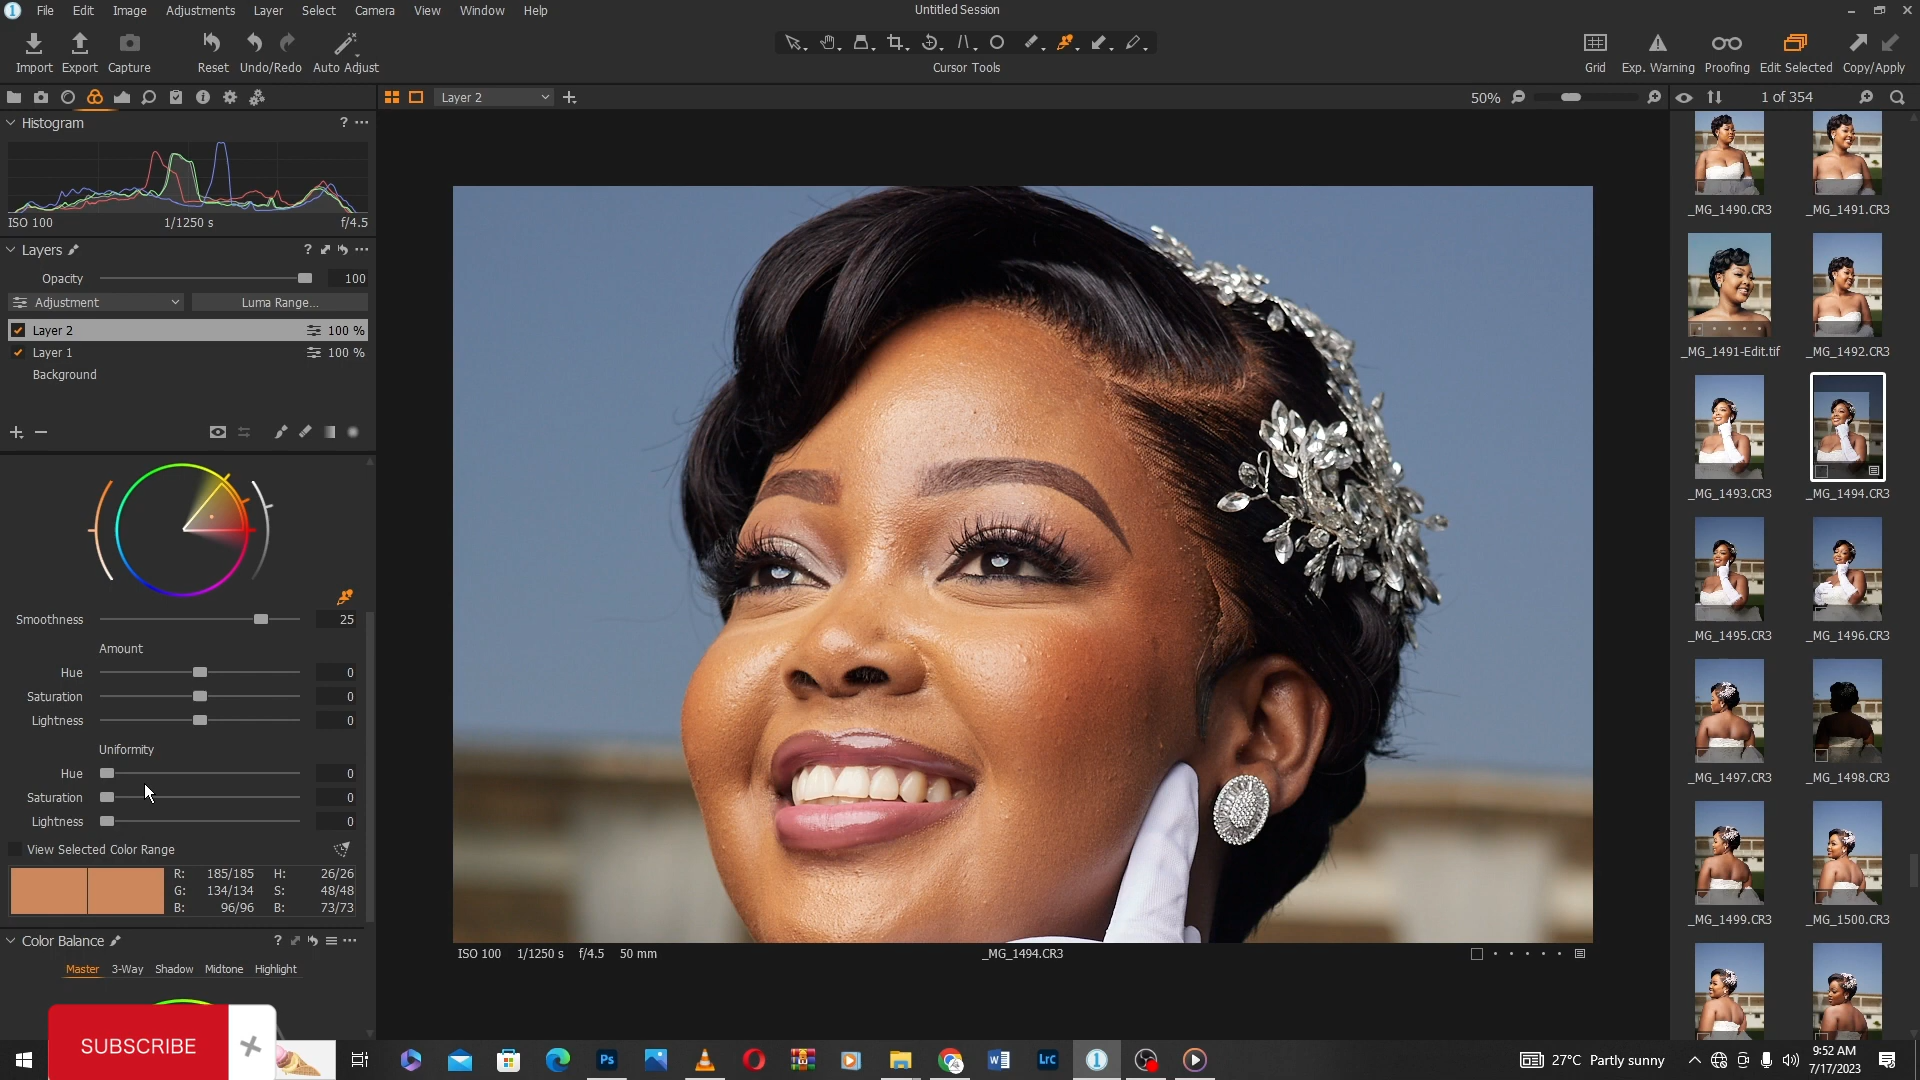 File Edit Image Adjustments Layer Select Camera View Window Help
Untitled Session
Import Export Capture Reset Undo/Redo Auto Adjust
Cursor Tools
Grid Exp. Warning Proofing Edit Selected Copy/Apply
Layer 2
50%
1 of 354
Histogram
ISO 100 1/1250 s f/4.5
Layers
Opacity 100
Adjustment Luma Range...
Layer 2 100 %
Layer 1 100 %
Background
Smoothness 25
Amount
Hue 0
Saturation 0
Lightness 0
Uniformity
Hue 0
Saturation 0
Lightness 0
View Selected Color Range
R: 185/185 H: 26/26
G: 134/134 S: 48/48
B: 96/96 B: 73/73
Color Balance
Master 3-Way Shadow Midtone Highlight
SUBSCRIBE
ISO 100 1/1250 s f/4.5 50 mm
_MG_1494.CR3
_MG_1490.CR3 _MG_1491.CR3
_MG_1491-Edit.tif _MG_1492.CR3
_MG_1493.CR3 _MG_1494.CR3
_MG_1495.CR3 _MG_1496.CR3
_MG_1497.CR3 _MG_1498.CR3
_MG_1499.CR3 _MG_1500.CR3
Ps
Lrc
27°C Partly sunny
9:52 AM
7/17/2023